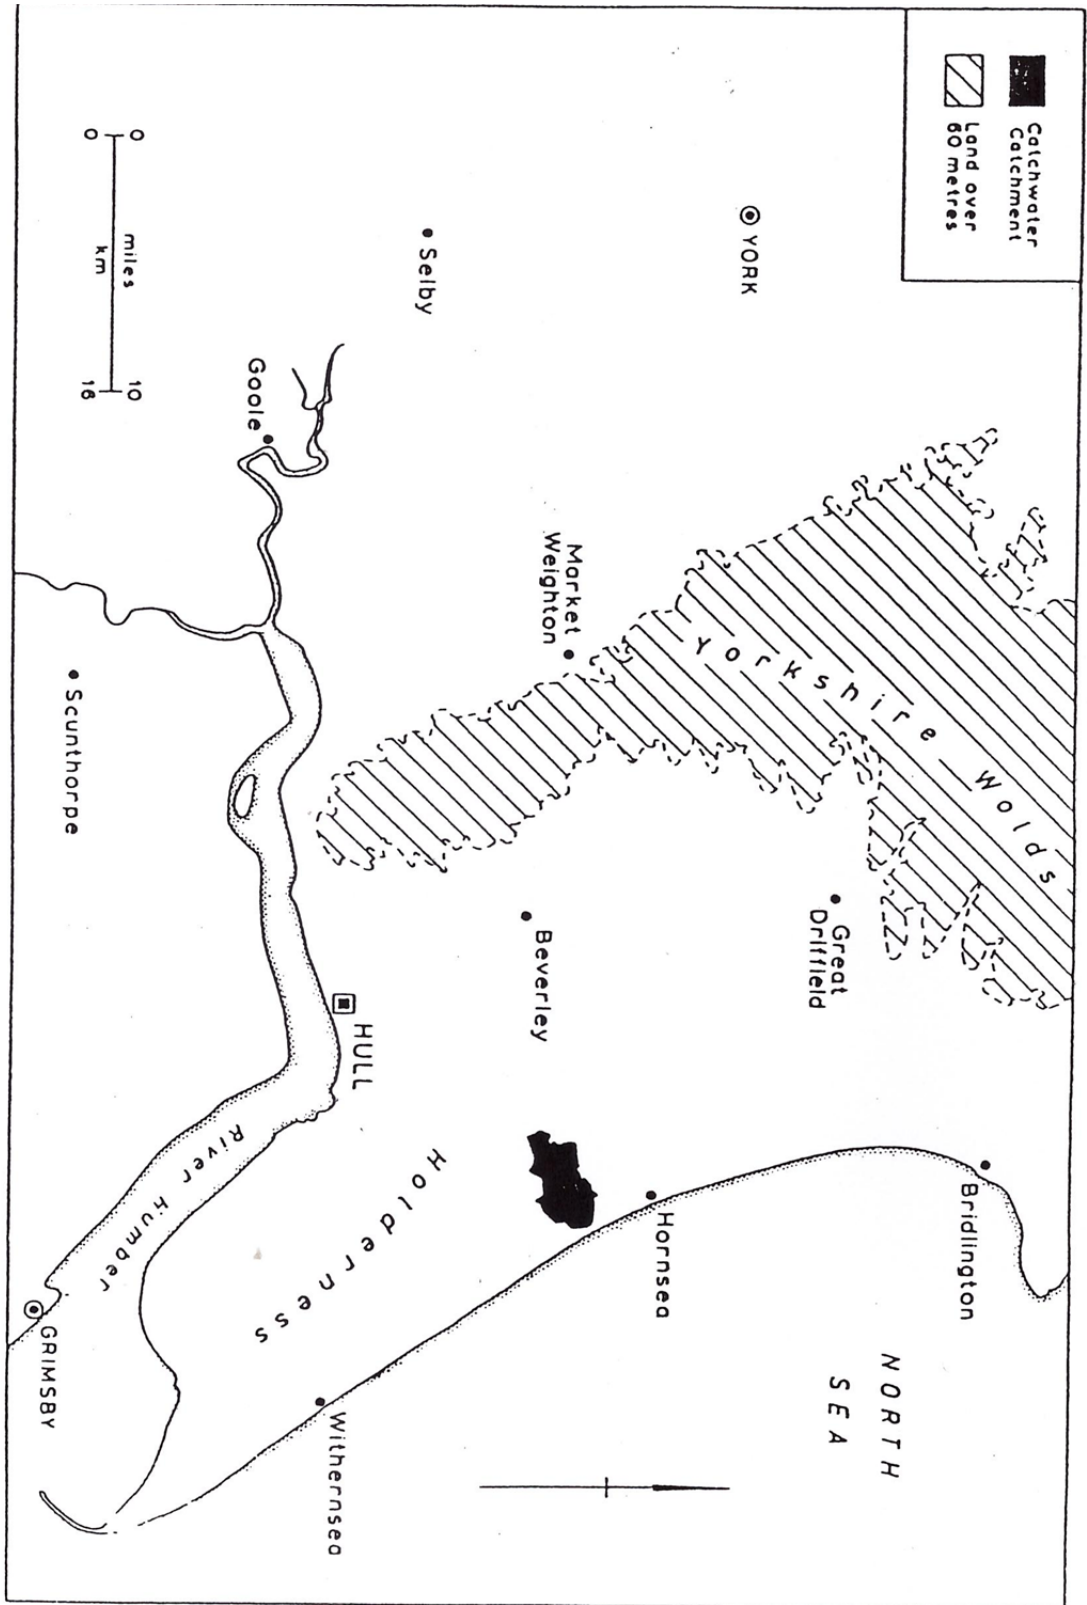 Catchwater
Catchment
Land over
60 metres
YORK
Selby
0 10
miles
km
0 16
Goole
Market
Weighton
Yorkshire Wolds
Scunthorpe
Great
Driffield
Beverley
HULL
River Humber
Holderness
Bridlington
Hornsea
NORTH
SEA
Withernsea
GRIMSBY